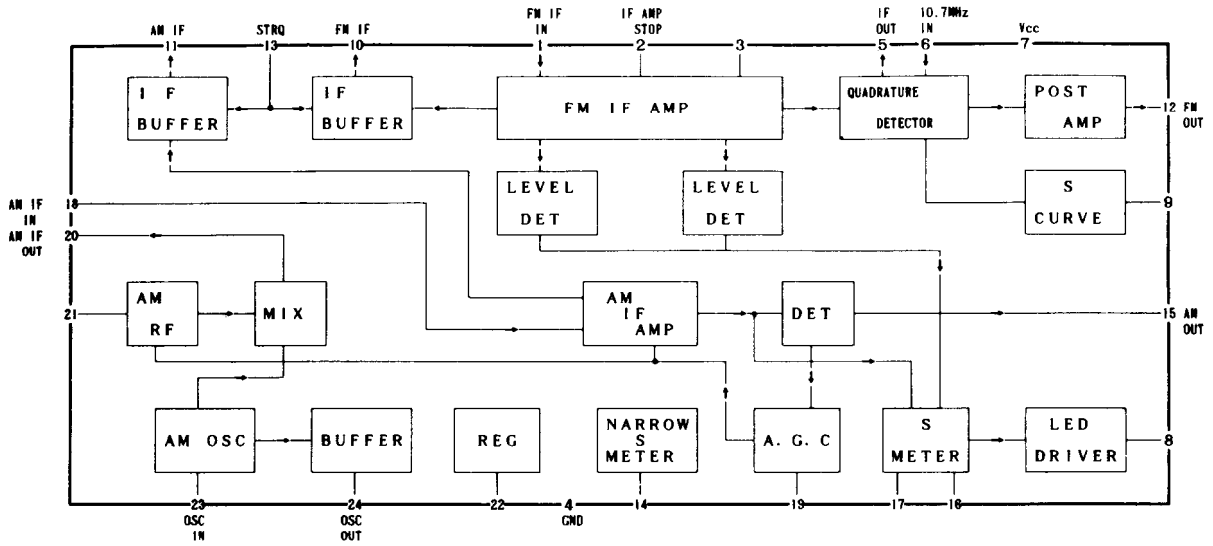 AM IF
11
STRQ
13
FM IF
10
FM IF
IN
1
IF AMP
STOP
2
3
IF
OUT
5
10.7MHz
IN
6
Vcc
7
I F
BUFFER
IF
BUFFER
FM IF AMP
QUADRATURE
DETECTOR
POST
AMP
12 FM
OUT
LEVEL
DET
LEVEL
DET
S
CURVE
9
AM IF
IN
18
AM IF
OUT
20
21
AM
RF
MIX
AM
IF
AMP
DET
15 AM
OUT
AM OSC
BUFFER
REG
NARROW
S
METER
A.G.C
S
METER
LED
DRIVER
8
23
OSC
IN
24
OSC
OUT
22
4
GND
14
19
17
16